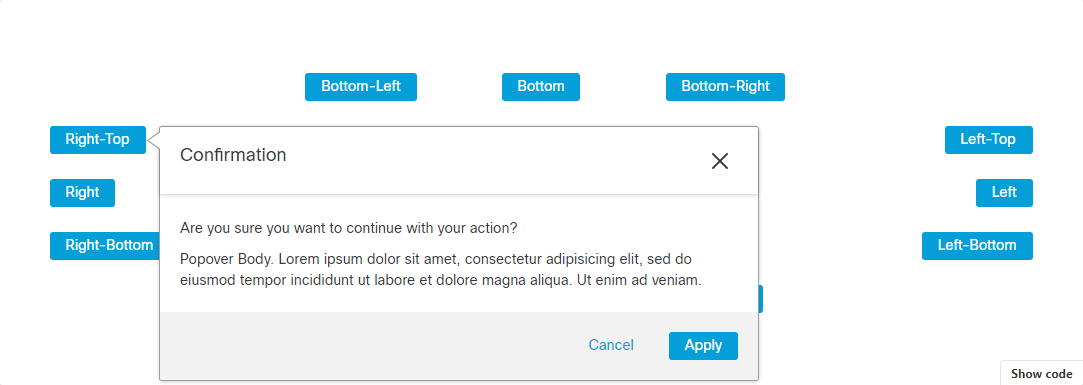 Bottom-Left
Bottom
Bottom-Right
Right-Top
Left-Top
Confirmation
Right
Left
Are you sure you want to continue with your action?
Right-Bottom
Left-Bottom
Popover Body. Lorem ipsum dolor sit amet, consectetur adipisicing elit, sed do
eiusmod tempor incididunt ut labore et dolore magna aliqua. Ut enim ad veniam.
Cancel
Apply
Show code